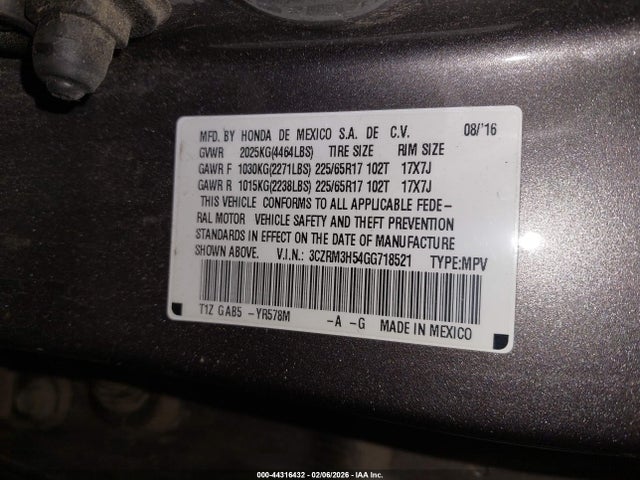 MFD. BY HONDA DE MEXICO S.A. DE C.V. 08/'16
GVWR 2025KG(4464LBS) TIRE SIZE RIM SIZE
GAWR F 1030KG(2271LBS) 225/65R17 102T 17X7J
GAWR R 1015KG(2238LBS) 225/65R17 102T 17X7J
THIS VEHICLE CONFORMS TO ALL APPLICABLE FEDE-
RAL MOTOR VEHICLE SAFETY AND THEFT PREVENTION
STANDARDS IN EFFECT ON THE DATE OF MANUFACTURE
SHOWN ABOVE. V.I.N.: 3CZRM3H54GG718521 TYPE:MPV
T1Z GAB5 -YR578M -A -G MADE IN MEXICO
000-44316432 - 02/06/2026 - IAA Inc.